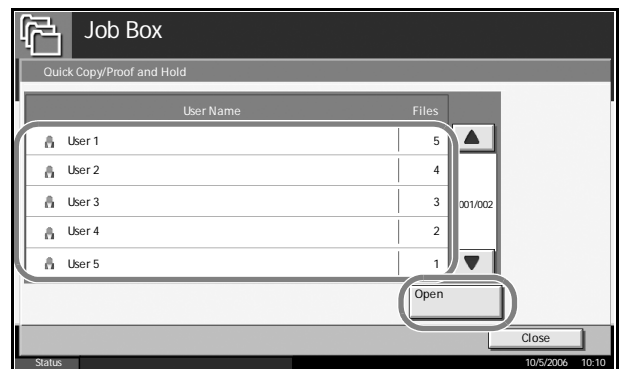 Job Box
Quick Copy/Proof and Hold
User Name Files
User 1 5
User 2 4
User 3 3
001/002
User 4 2
User 5 1
Open
Close
Status 10/5/2006 10:10